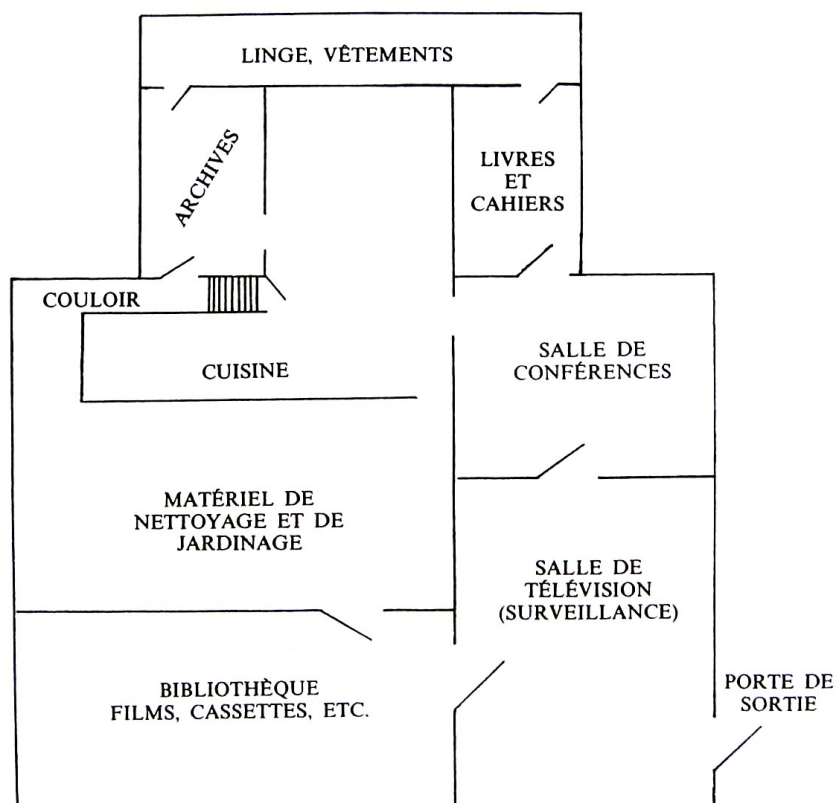 LINGE, VÊTEMENTS
ARCHIVES
LIVRES
ET
CAHIERS
COULOIR
CUISINE
SALLE DE
CONFÉRENCES
MATÉRIEL DE
NETTOYAGE ET DE
JARDINAGE
SALLE DE
TÉLÉVISION
(SURVEILLANCE)
BIBLIOTHÈQUE
FILMS, CASSETTES, ETC.
PORTE DE
SORTIE